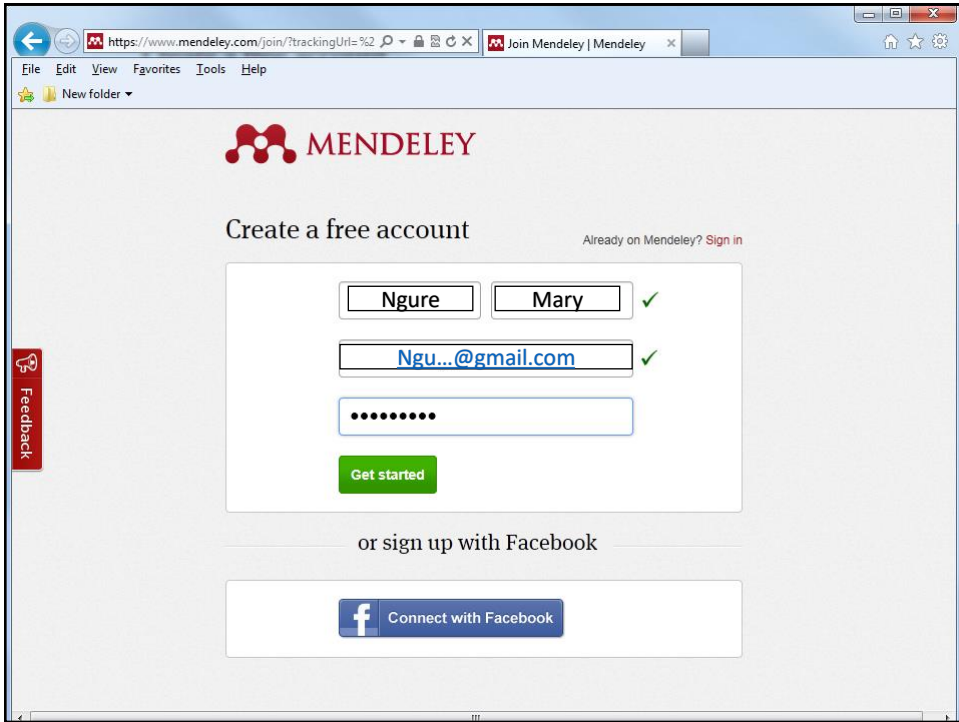 https://www.mendeley.com/join/?trackingUrl=%2
Join Mendeley | Mendeley
File Edit View Favorites Tools Help
New folder
MENDELEY
Create a free account
Already on Mendeley? Sign in
Ngure Mary
Ngu...@gmail.com
•••••••••
Get started
Feedback
or sign up with Facebook
f Connect with Facebook